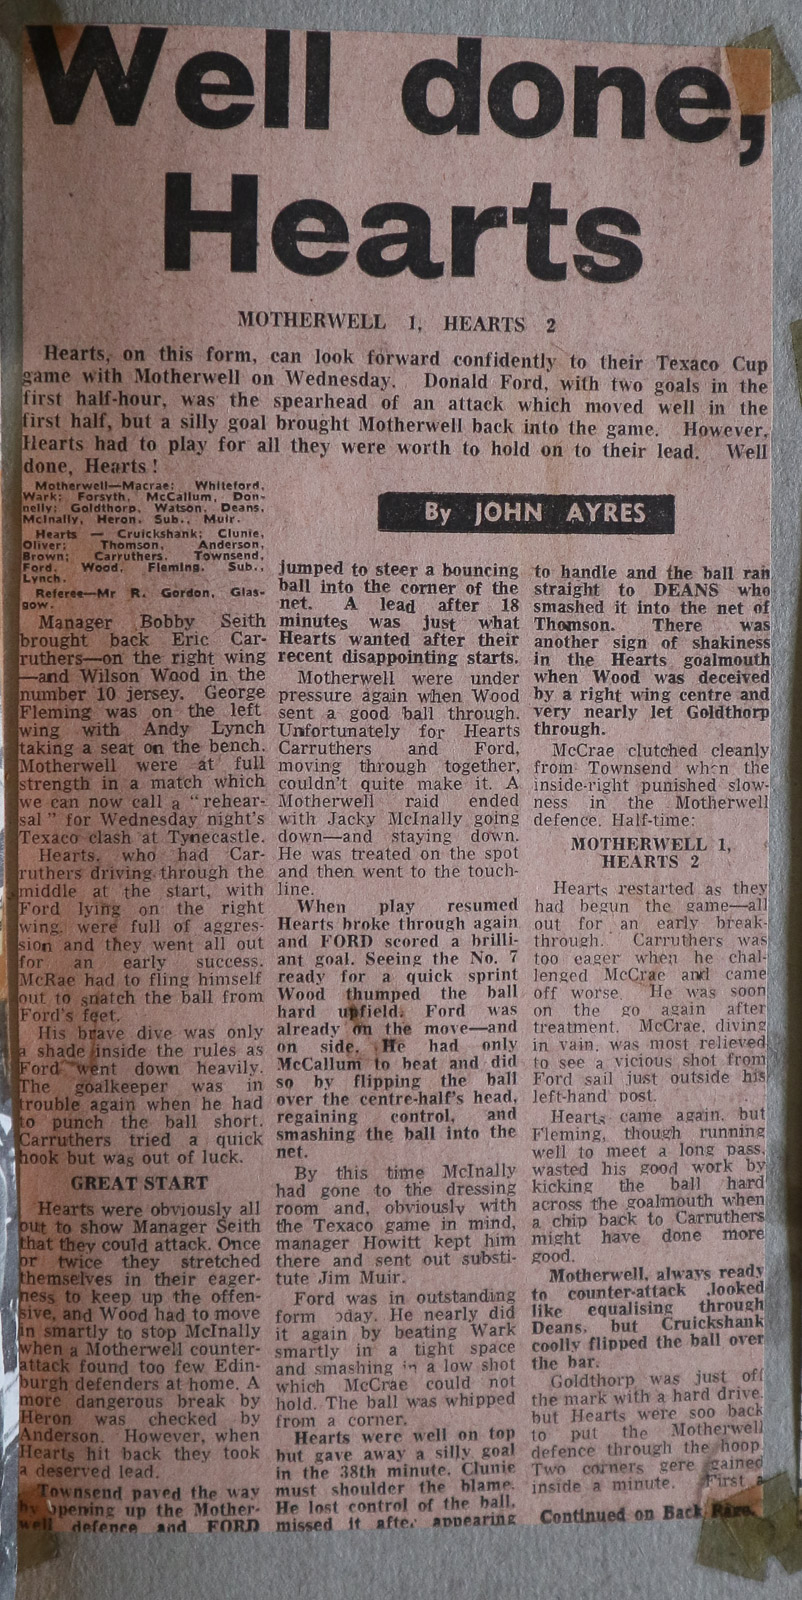 Well done,
Hearts
MOTHERWELL 1, HEARTS 2
Hearts, on this form, can look forward confidently to their Texaco Cup
game with Motherwell on Wednesday. Donald Ford, with two goals in the
first half-hour, was the spearhead of an attack which moved well in the
first half, but a silly goal brought Motherwell back into the game. However,
Hearts had to play for all they were worth to hold on to their lead. Well
done, Hearts!
By JOHN AYRES
Motherwell—Macrae; Whiteford,
Wark; Forsyth, McCallum, Don-
nelly; Goldthorp, Watson, Deans,
McInally, Heron. Sub., Muir.
Hearts — Cruickshank; Clunie,
Oliver; Thomson, Anderson,
Brown; Carruthers, Townsend,
Ford, Wood, Fleming. Sub.,
Lynch.
Referee—Mr R. Gordon, Glas-
gow.
Manager Bobby Seith
brought back Eric Car-
ruthers—on the right wing
—and Wilson Wood in the
number 10 jersey. George
Fleming was on the left
wing with Andy Lynch
taking a seat on the bench.
Motherwell were at full
strength in a match which
we can now call a "rehear-
sal" for Wednesday night's
Texaco clash at Tynecastle.
Hearts, who had Car-
ruthers driving through the
middle at the start, with
Ford lying on the right
wing, were full of aggres-
sion and they went all out
for an early success.
McRae had to fling himself
out to snatch the ball from
Ford's feet.
His brave dive was only
a shade inside the rules as
Ford went down heavily.
The goalkeeper was in
trouble again when he had
to punch the ball short.
Carruthers tried a quick
hook but was out of luck.
GREAT START
Hearts were obviously all
out to show Manager Seith
that they could attack. Once
or twice they stretched
themselves in their eager-
ness to keep up the offen-
sive, and Wood had to move
in smartly to stop McInally
when a Motherwell counter-
attack found too few Edin-
burgh defenders at home. A
more dangerous break by
Heron was checked by
Anderson. However, when
Hearts hit back they took
a deserved lead.
Townsend paved the way
by opening up the Mother-
well defence and FORD
jumped to steer a bouncing
ball into the corner of the
net. A lead after 18
minutes was just what
Hearts wanted after their
recent disappointing starts.
Motherwell were under
pressure again when Wood
sent a good ball through.
Unfortunately for Hearts
Carruthers and Ford,
moving through together,
couldn't quite make it. A
Motherwell raid ended
with Jacky McInally going
down—and staying down.
He was treated on the spot
and then went to the touch-
line.
When play resumed
Hearts broke through again
and FORD scored a brilli-
ant goal. Seeing the No. 7
ready for a quick sprint
Wood thumped the ball
hard upfield. Ford was
already on the move—and
on side. He had only
McCallum to beat and did
so by flipping the ball
over the centre-half's head,
regaining control, and
smashing the ball into the
net.
By this time McInally
had gone to the dressing
room and, obviously with
the Texaco game in mind,
manager Howitt kept him
there and sent out substi-
tute Jim Muir.
Ford was in outstanding
form oday. He nearly did
it again by beating Wark
smartly in a tight space
and smashing in a low shot
which McCrae could not
hold. The ball was whipped
from a corner.
Hearts were well on top
but gave away a silly goal
in the 38th minute. Clunie
must shoulder the blame.
He lost control of the ball,
missed it after appearing
to handle and the ball ran
straight to DEANS who
smashed it into the net of
Thomson. There was
another sign of shakiness
in the Hearts goalmouth
when Wood was deceived
by a right wing centre and
very nearly let Goldthorp
through.
McCrae clutched cleanly
from Townsend when the
inside-right punished slow-
ness in the Motherwell
defence. Half-time:
MOTHERWELL 1,
HEARTS 2
Hearts restarted as they
had begun the game—all
out for an early break-
through. Carruthers was
too eager when he chal-
lenged McCrae and came
off worse. He was soon
on the go again after
treatment. McCrae, diving
in vain, was most relieved
to see a vicious shot from
Ford sail just outside his
left-hand post.
Hearts came again, but
Fleming, though running
well to meet a long pass,
wasted his good work by
kicking the ball hard
across the goalmouth when
a chip back to Carruthers
might have done more
good.
Motherwell, always ready
to counter-attack looked
like equalising through
Deans, but Cruickshank
coolly flipped the ball over
the bar.
Goldthorp was just off
the mark with a hard drive,
but Hearts were soo back
to put the Motherwell
defence through the hoop.
Two corners gere gained
inside a minute. First a
Continued on Back